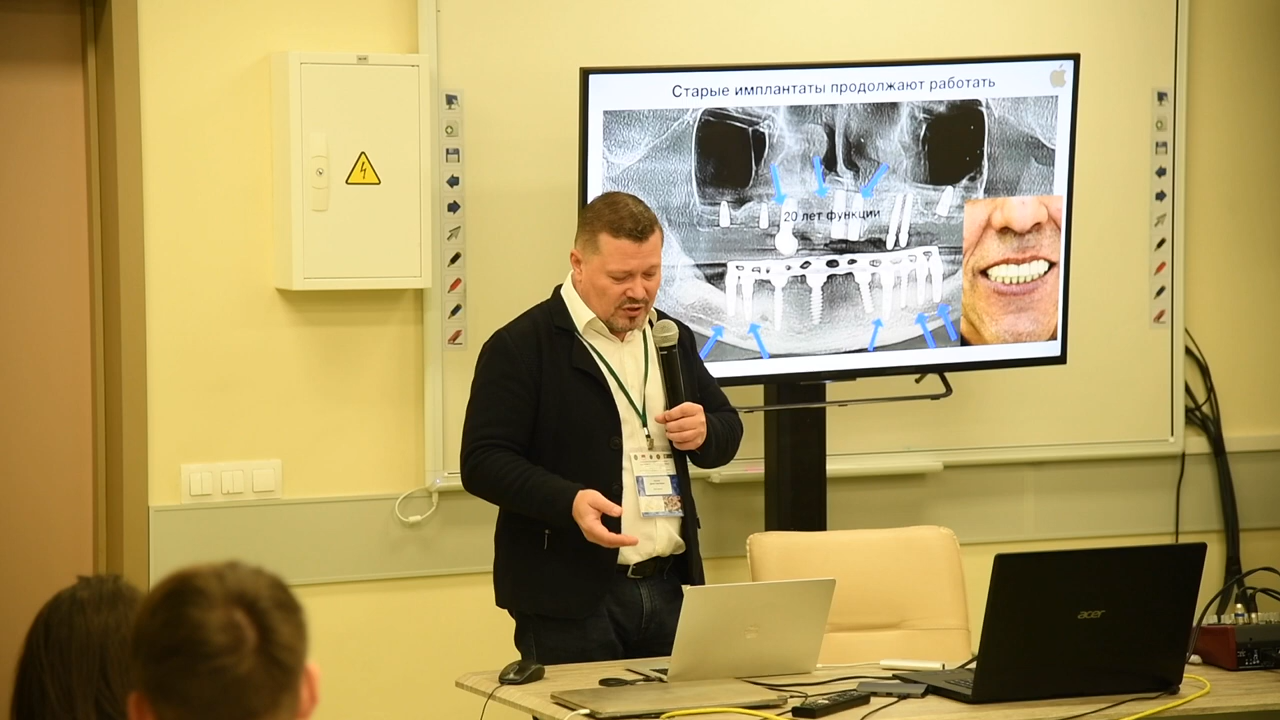 Старые имплантаты продолжают работать
20 лет функции
acer